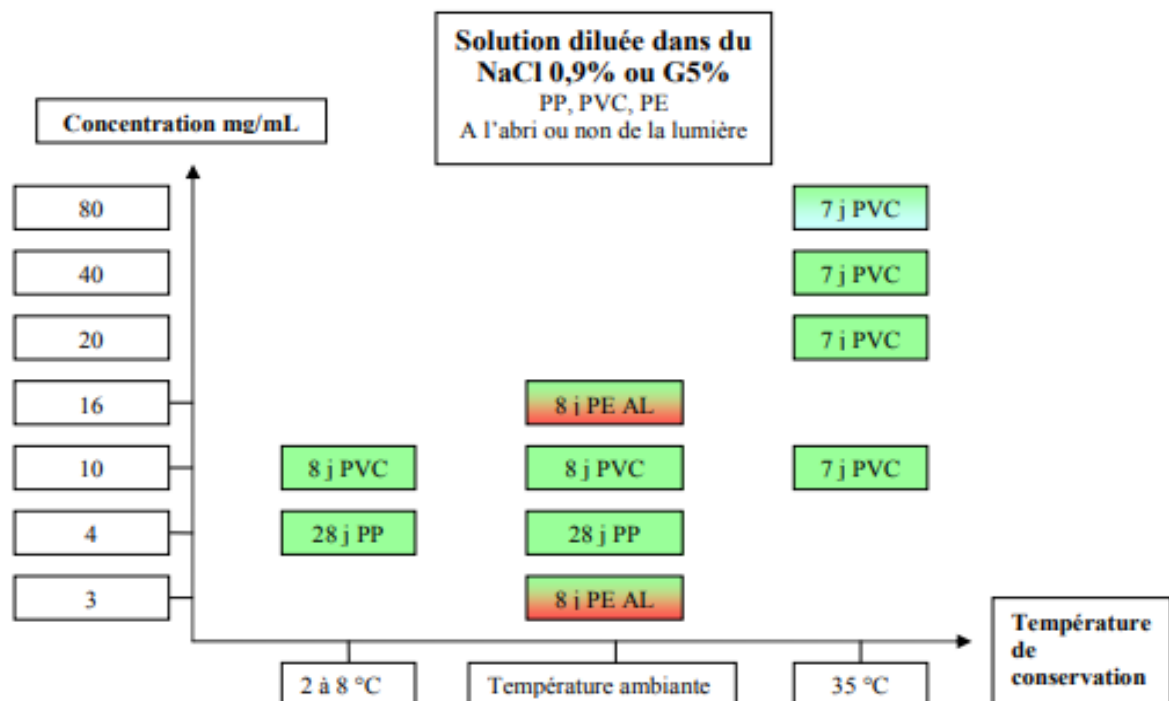 Solution diluée dans du
NaCl 0,9% ou G5%
PP, PVC, PE
A l'abri ou non de la lumière
Concentration mg/mL
80
7 j PVC
40
7 j PVC
20
7 j PVC
16
8 j PE AL
10
8 j PVC
8 j PVC
7 j PVC
4
28 j PP
28 j PP
3
8 j PE AL
Température
de
conservation
2 à 8 °C
Température ambiante
35 °C